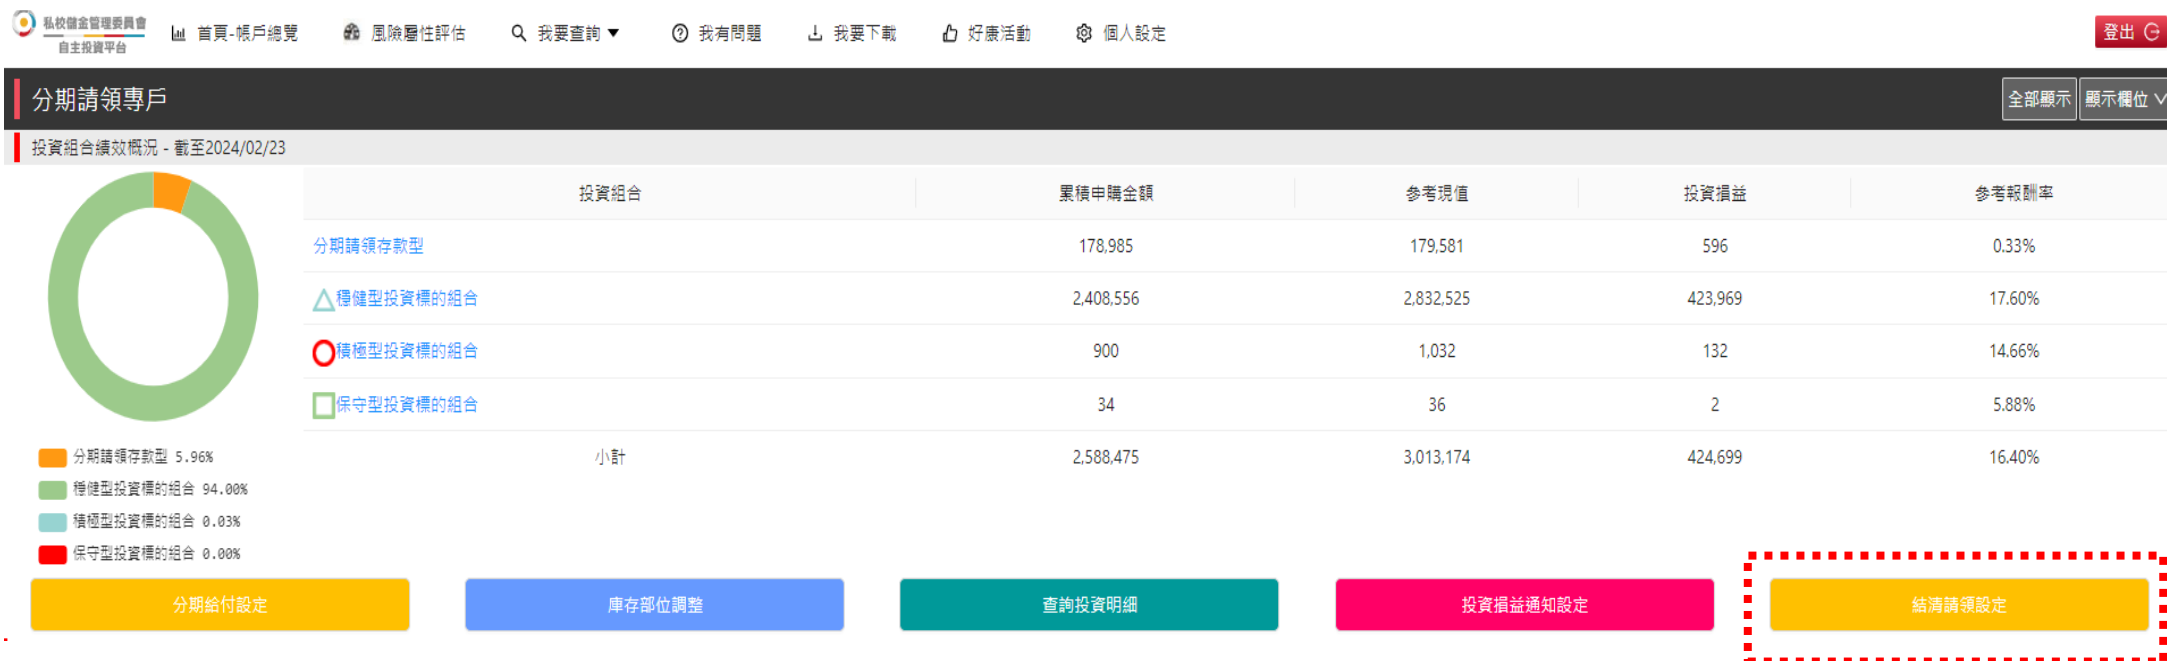 私校儲金管理委員會
自主投資平台
首頁-帳戶總覽 風險屬性評估 我要查詢▼ 我有問題 我要下載 好康活動 個人設定 登出
分期請領專戶 全部顯示 顯示欄位
投資組合績效概況 - 截至2024/02/23
投資組合 累積申購金額 參考現值 投資損益 參考報酬率
分期請領存款型 178,985 179,581 596 0.33%
穩健型投資標的組合 2,408,556 2,832,525 423,969 17.60%
積極型投資標的組合 900 1,032 132 14.66%
保守型投資標的組合 34 36 2 5.88%
小計 2,588,475 3,013,174 424,699 16.40%
分期請領存款型 5.96%
穩健型投資標的組合 94.00%
積極型投資標的組合 0.03%
保守型投資標的組合 0.00%
分期給付設定 庫存部位調整 查詢投資明細 投資損益通知設定 結清請領設定